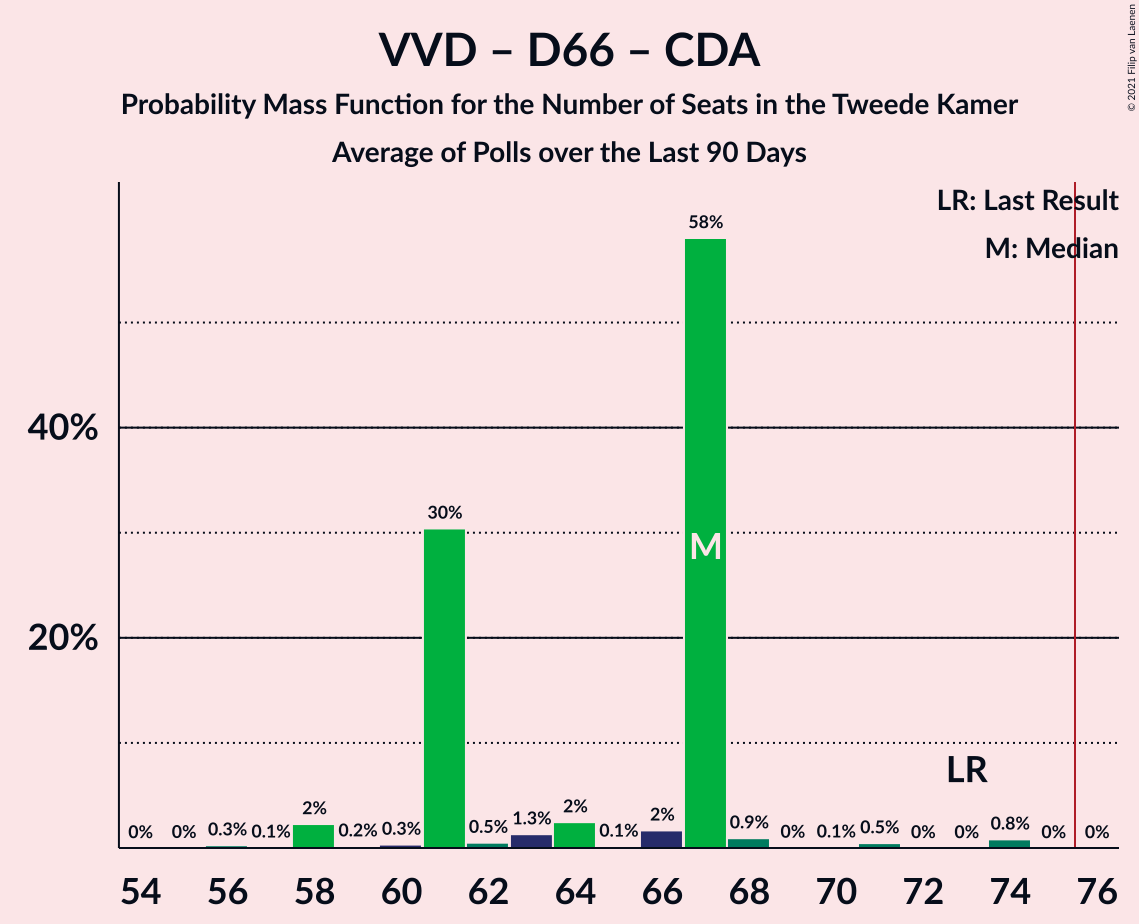 VVD – D66 – CDA
Probability Mass Function for the Number of Seats in the Tweede Kamer
Average of Polls over the Last 90 Days
© 2021 Filip van Laenen
LR: Last Result
M: Median
40%
20%
0% 0% 0.3% 0.1% 2% 0.2% 0.3% 30% 0.5% 1.3% 2% 0.1% 2% 58% 0.9% 0% 0.1% 0.5% 0% 0% 0.8% 0% 0%
M
LR
54 56 58 60 62 64 66 68 70 72 74 76